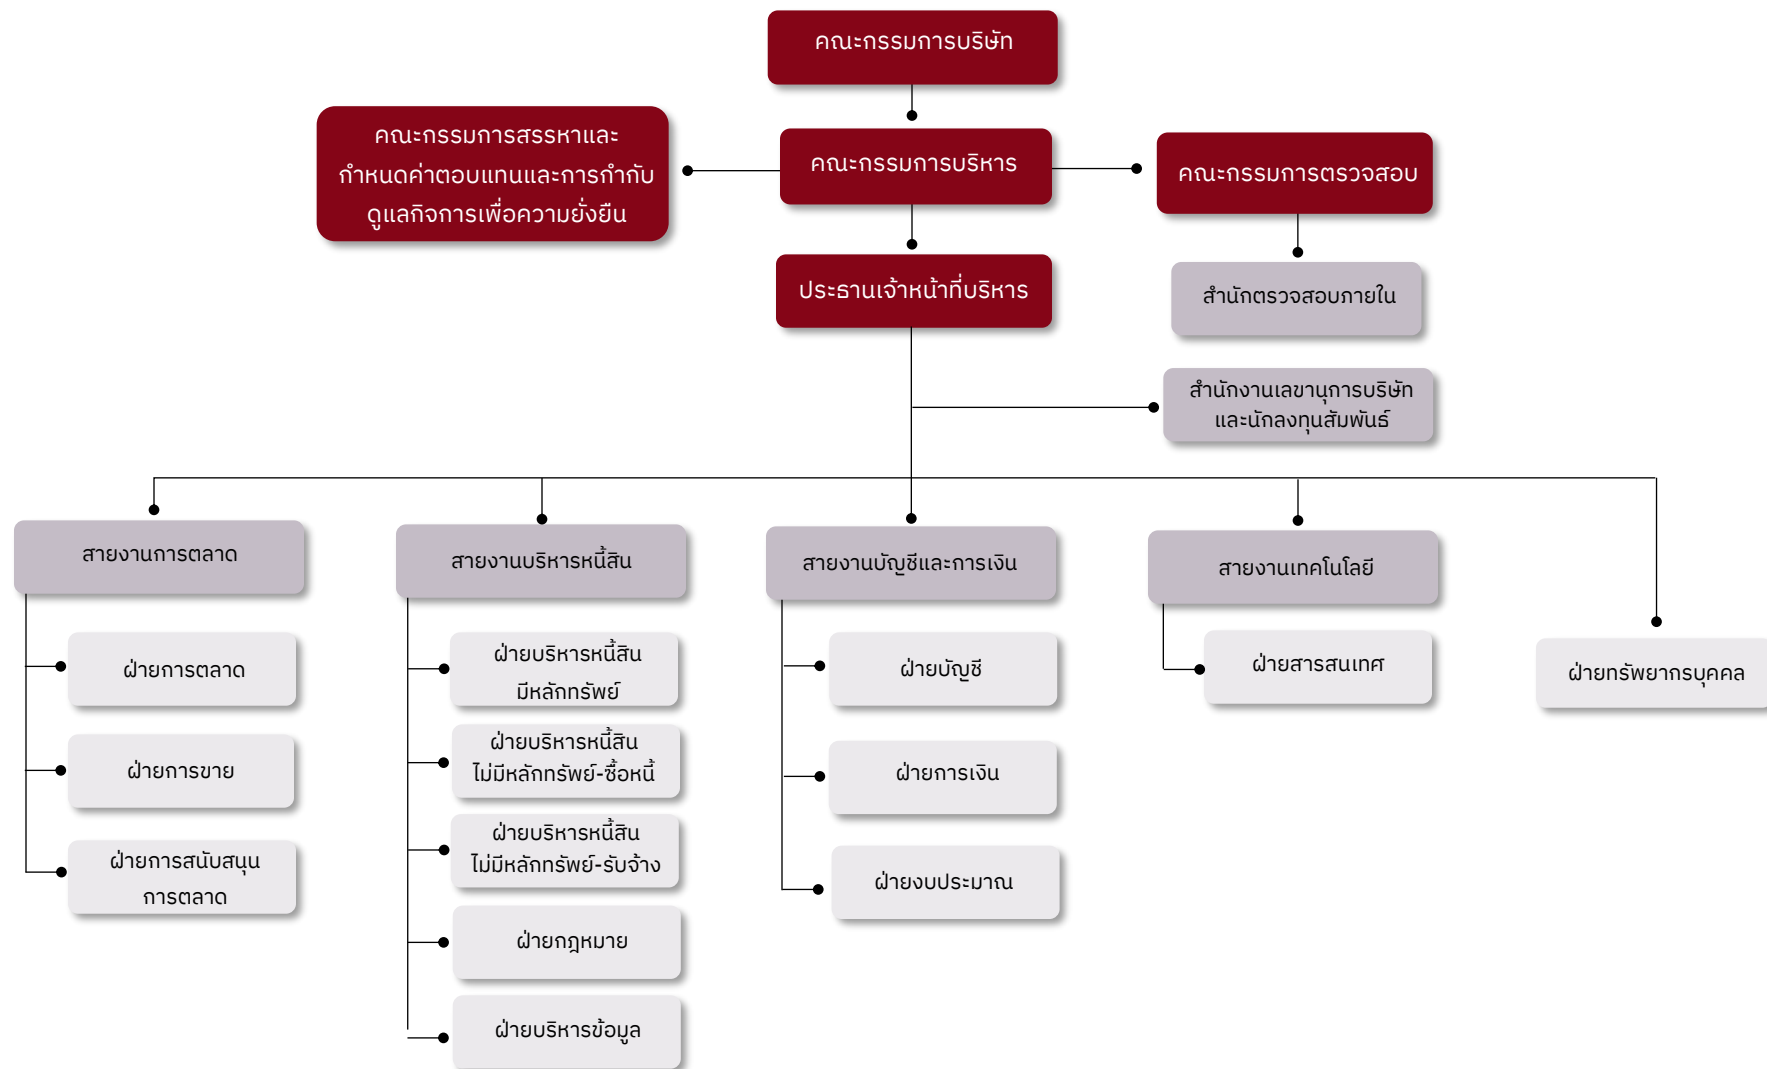 คณะกรรมการบริษัท
คณะกรรมการสรรหาและ
กำหนดค่าตอบแทนและการกำกับ
ดูแลกิจการเพื่อความยั่งยืน
คณะกรรมการบริหาร
คณะกรรมการตรวจสอบ
ประธานเจ้าหน้าที่บริหาร
สำนักตรวจสอบภายใน
สำนักงานเลขานุการบริษัท
และนักลงทุนสัมพันธ์
สายงานการตลาด
ฝ่ายการตลาด
ฝ่ายการขาย
ฝ่ายการสนับสนุน
การตลาด
สายงานบริหารหนี้สิน
ฝ่ายบริหารหนี้สิน
มีหลักทรัพย์
ฝ่ายบริหารหนี้สิน
ไม่มีหลักทรัพย์-ซื้อหนี้
ฝ่ายบริหารหนี้สิน
ไม่มีหลักทรัพย์-รับจ้าง
ฝ่ายกฎหมาย
ฝ่ายบริหารข้อมูล
สายงานบัญชีและการเงิน
ฝ่ายบัญชี
ฝ่ายการเงิน
ฝ่ายงบประมาณ
สายงานเทคโนโลยี
ฝ่ายสารสนเทศ
ฝ่ายทรัพยากรบุคคล